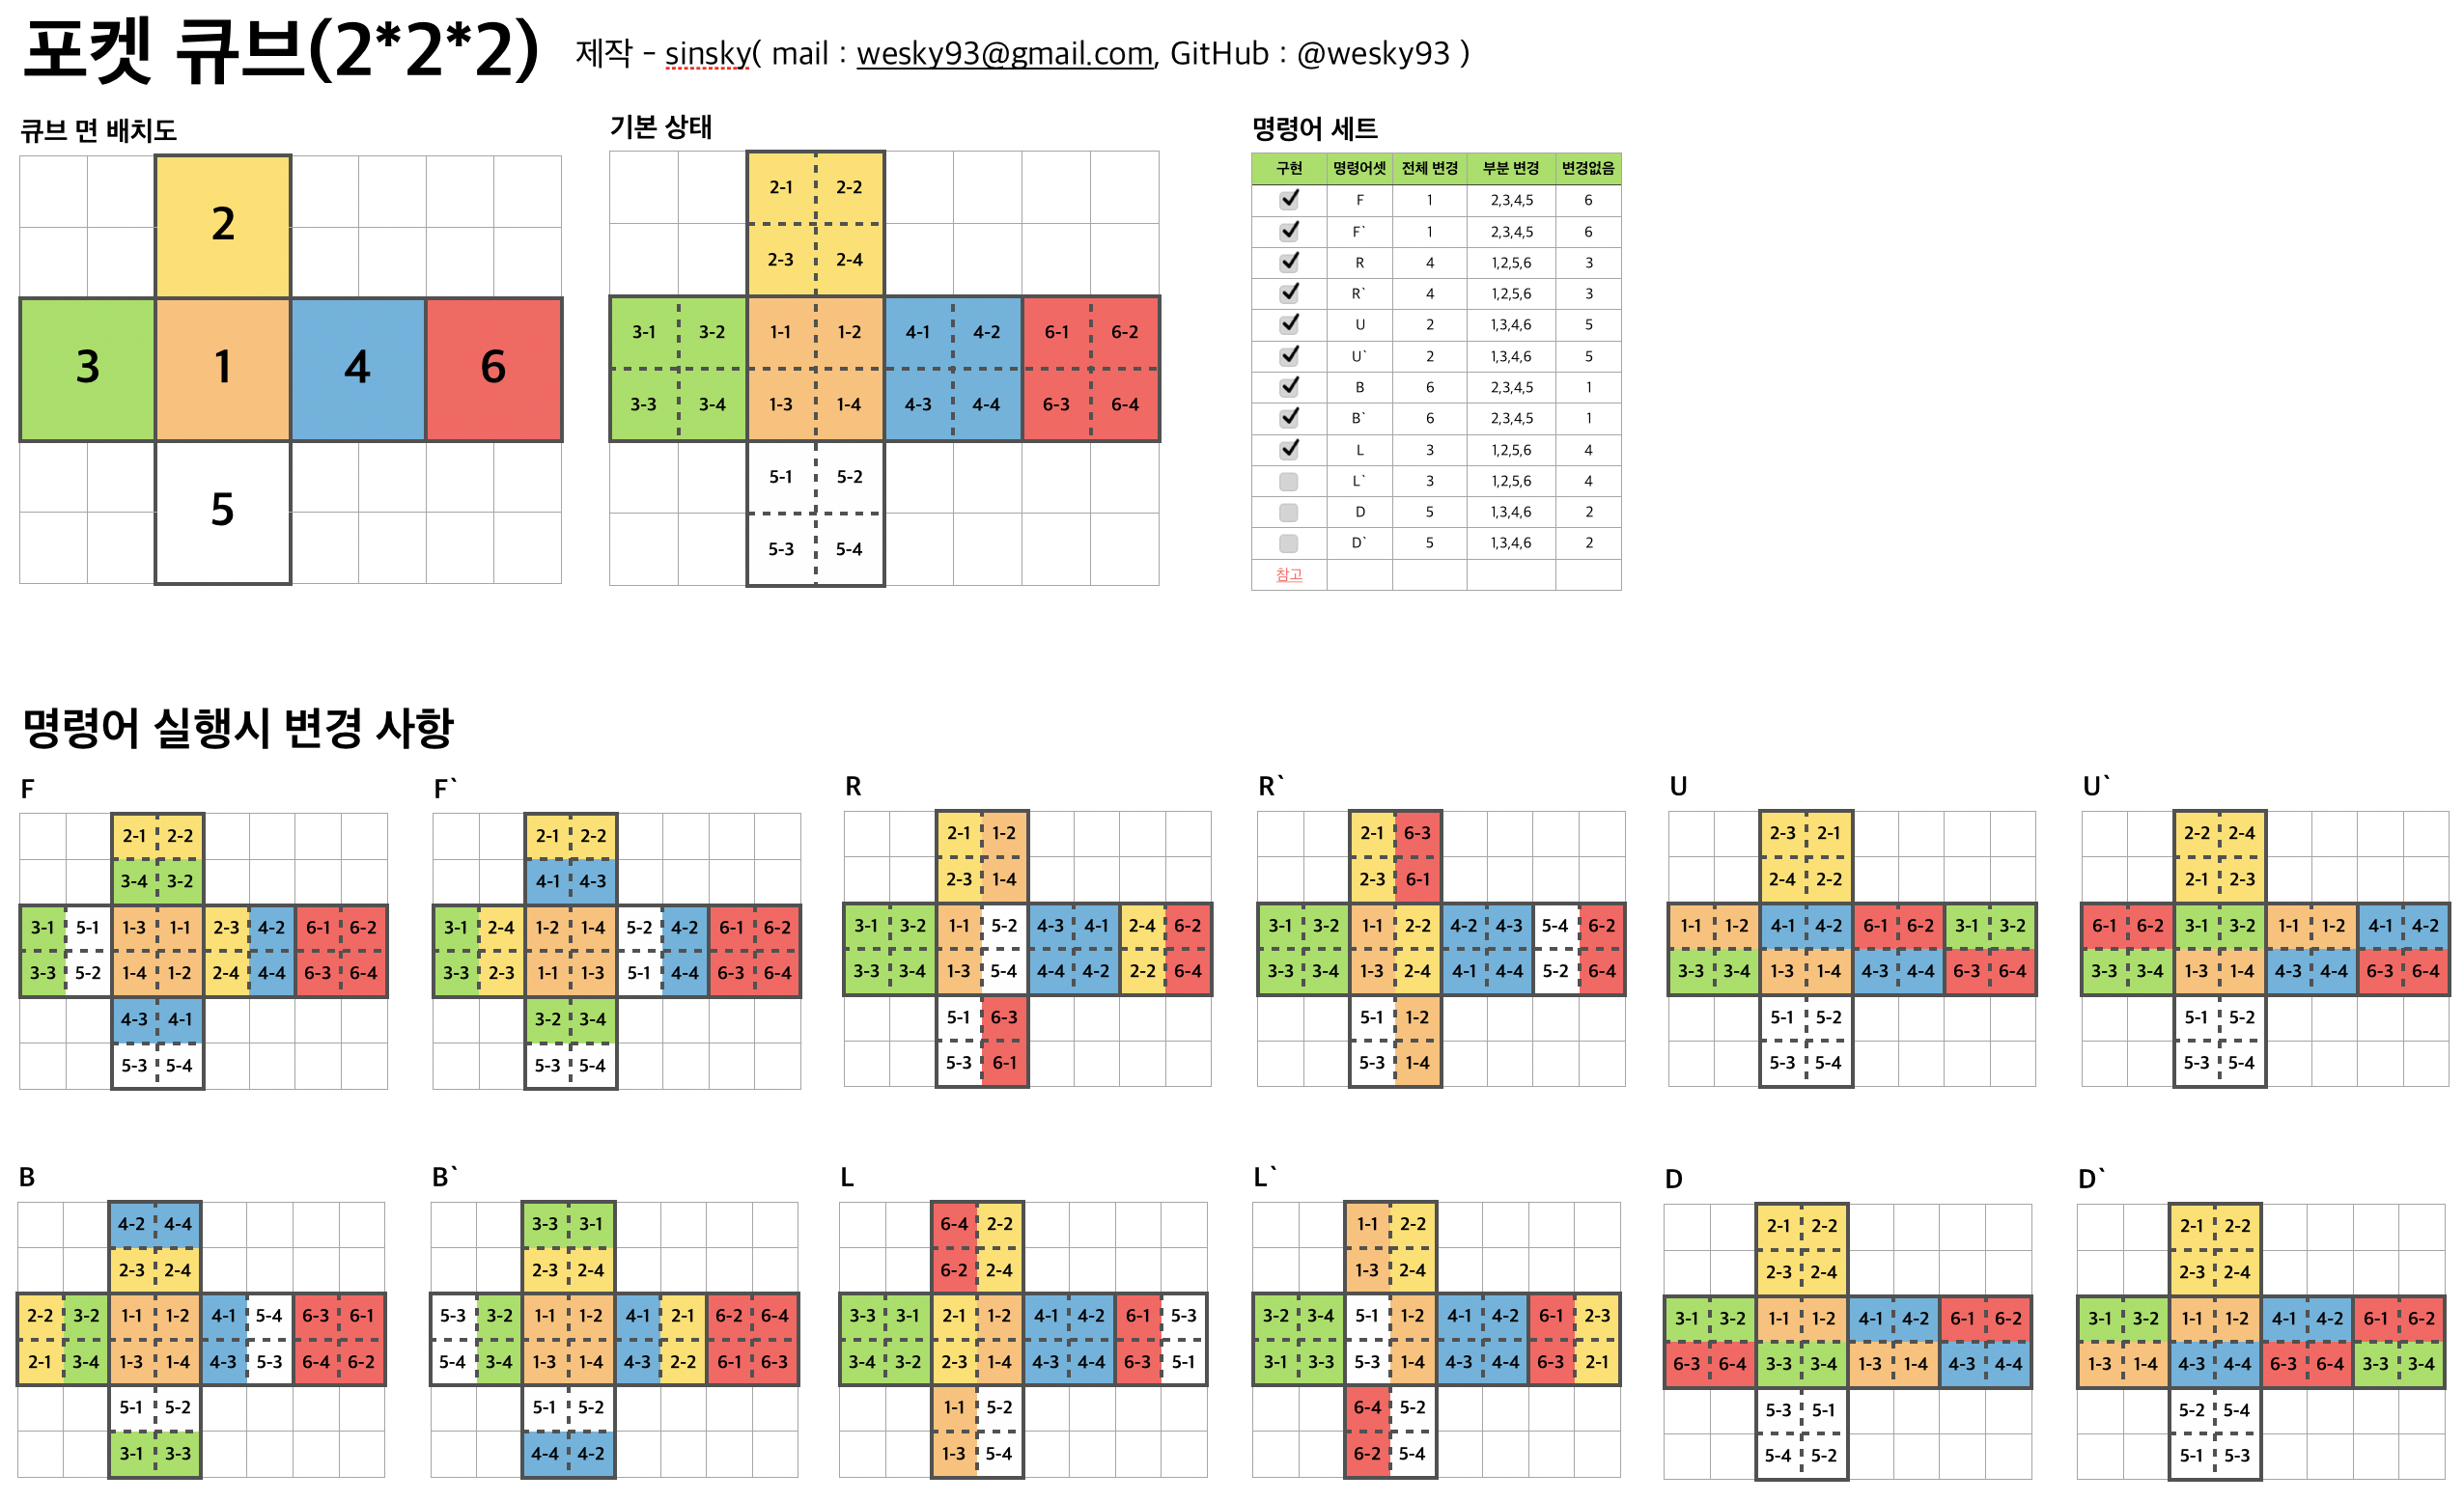 포켓 큐브(2*2*2) 제작 - sinsky( mail : wesky93@gmail.com, GitHub : @wesky93 )
큐브 면 배치도
2
3 1 4 6
5
기본 상태
2-1 2-2
2-3 2-4
3-1 3-2 1-1 1-2 4-1 4-2 6-1 6-2
3-3 3-4 1-3 1-4 4-3 4-4 6-3 6-4
5-1 5-2
5-3 5-4
명령어 세트
구현 명령어셋 전체 변경 부분 변경 변경없음
F 1 2,3,4,5 6
F` 1 2,3,4,5 6
R 4 1,2,5,6 3
R` 4 1,2,5,6 3
U 2 1,3,4,6 5
U` 2 1,3,4,6 5
B 6 2,3,4,5 1
B` 6 2,3,4,5 1
L 3 1,2,5,6 4
L` 3 1,2,5,6 4
D 5 1,3,4,6 2
D` 5 1,3,4,6 2
참고
명령어 실행시 변경 사항
F
2-1 2-2
3-4 3-2
3-1 5-1 1-3 1-1 2-3 4-2 6-1 6-2
3-3 5-2 1-4 1-2 2-4 4-4 6-3 6-4
4-3 4-1
5-3 5-4
F`
2-1 2-2
4-1 4-3
3-1 2-4 1-2 1-4 5-2 4-2 6-1 6-2
3-3 2-3 1-1 1-3 5-1 4-4 6-3 6-4
3-2 3-4
5-3 5-4
R
2-1 1-2
2-3 1-4
3-1 3-2 1-1 5-2 4-3 4-1 2-4 6-2
3-3 3-4 1-3 5-4 4-4 4-2 2-2 6-4
5-1 6-3
5-3 6-1
R`
2-1 6-3
2-3 6-1
3-1 3-2 1-1 2-2 4-2 4-3 5-4 6-2
3-3 3-4 1-3 2-4 4-1 4-4 5-2 6-4
5-1 1-2
5-3 1-4
U
2-3 2-1
2-4 2-2
1-1 1-2 4-1 4-2 6-1 6-2 3-1 3-2
3-3 3-4 1-3 1-4 4-3 4-4 6-3 6-4
5-1 5-2
5-3 5-4
U`
2-2 2-4
2-1 2-3
6-1 6-2 3-1 3-2 1-1 1-2 4-1 4-2
3-3 3-4 1-3 1-4 4-3 4-4 6-3 6-4
5-1 5-2
5-3 5-4
B
4-2 4-4
2-3 2-4
2-2 3-2 1-1 1-2 4-1 5-4 6-3 6-1
2-1 3-4 1-3 1-4 4-3 5-3 6-4 6-2
5-1 5-2
3-1 3-3
B`
3-3 3-1
2-3 2-4
5-3 3-2 1-1 1-2 4-1 2-1 6-2 6-4
5-4 3-4 1-3 1-4 4-3 2-2 6-1 6-3
5-1 5-2
4-4 4-2
L
6-4 2-2
6-2 2-4
3-3 3-1 2-1 1-2 4-1 4-2 6-1 5-3
3-4 3-2 2-3 1-4 4-3 4-4 6-3 5-1
1-1 5-2
1-3 5-4
L`
1-1 2-2
1-3 2-4
3-2 3-4 5-1 1-2 4-1 4-2 6-1 2-3
3-1 3-3 5-3 1-4 4-3 4-4 6-3 2-1
6-4 5-2
6-2 5-4
D
2-1 2-2
2-3 2-4
3-1 3-2 1-1 1-2 4-1 4-2 6-1 6-2
6-3 6-4 3-3 3-4 1-3 1-4 4-3 4-4
5-3 5-1
5-4 5-2
D`
2-1 2-2
2-3 2-4
3-1 3-2 1-1 1-2 4-1 4-2 6-1 6-2
1-3 1-4 4-3 4-4 6-3 6-4 3-3 3-4
5-2 5-4
5-1 5-3